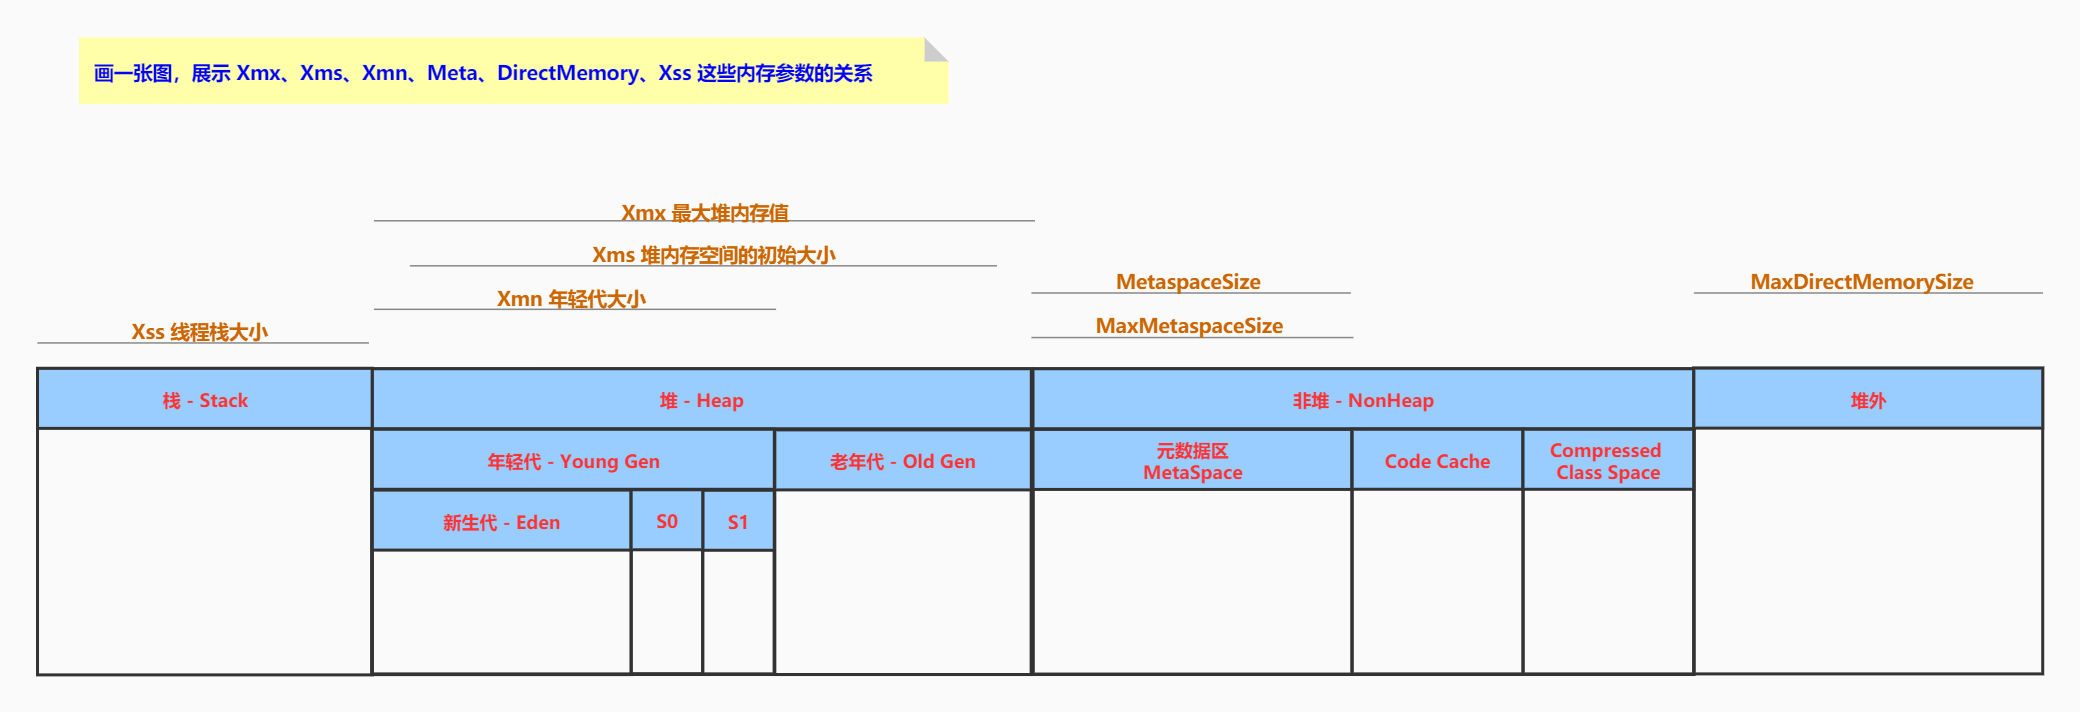 画一张图，展示 Xmx、Xms、Xmn、Meta、DirectMemory、Xss 这些内存参数的关系
Xmx 最大堆内存值
Xms 堆内存空间的初始大小
Xmn 年轻代大小
Xss 线程栈大小
MetaspaceSize
MaxMetaspaceSize
MaxDirectMemorySize
栈 - Stack
堆 - Heap
非堆 - NonHeap
堆外
年轻代 - Young Gen
老年代 - Old Gen
元数据区
MetaSpace
Code Cache
Compressed
Class Space
新生代 - Eden
S0
S1